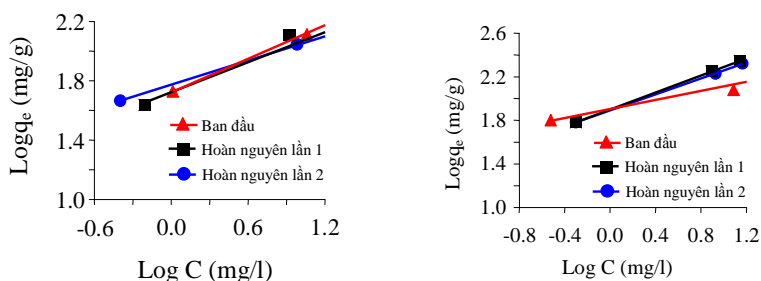 Logqₑ (mg/g)
2.2
1.8
1.6
1.4
1.0
Ban đầu
Hoàn nguyên lần 1
Hoàn nguyên lần 2
-0.6 0.0 0.6 1.2
Log C (mg/l)
Logqₑ (mg/g)
2.6
2.2
1.8
1.4
1.0
Ban đầu
Hoàn nguyên lần 1
Hoàn nguyên lần 2
-0.8 -0.4 0.0 0.4 0.8 1.2
Log C (mg/l)